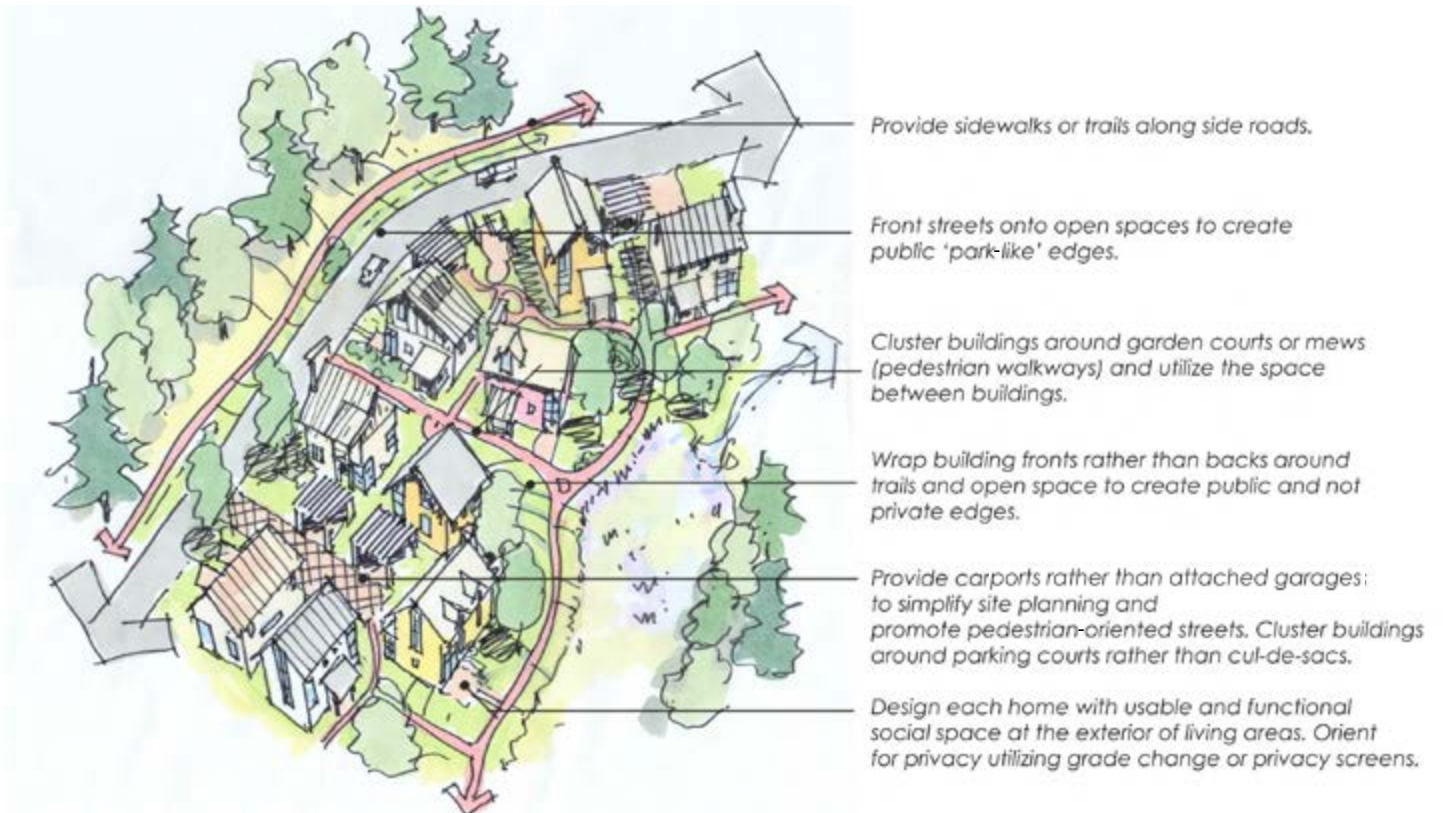 Provide sidewalks or trails along side roads.
Front streets onto open spaces to create
public ‘park-like’ edges.
Cluster buildings around garden courts or mews
(pedestrian walkways) and utilize the space
between buildings.
Wrap building fronts rather than backs around
trails and open space to create public and not
private edges.
Provide carports rather than attached garages
to simplify site planning and
promote pedestrian-oriented streets. Cluster buildings
around parking courts rather than cul-de-sacs.
Design each home with usable and functional
social space at the exterior of living areas. Orient
for privacy utilizing grade change or privacy screens.